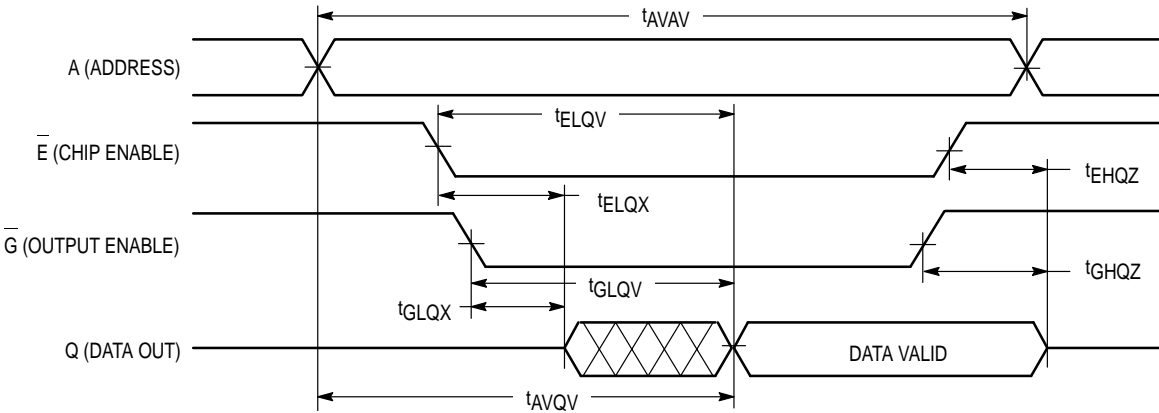 tAVAV
A (ADDRESS)
tELQV
E̅ (CHIP ENABLE)
tEHQZ
tELQX
G̅ (OUTPUT ENABLE)
tGHQZ
tGLQV
tGLQX
Q (DATA OUT)
DATA VALID
tAVQV